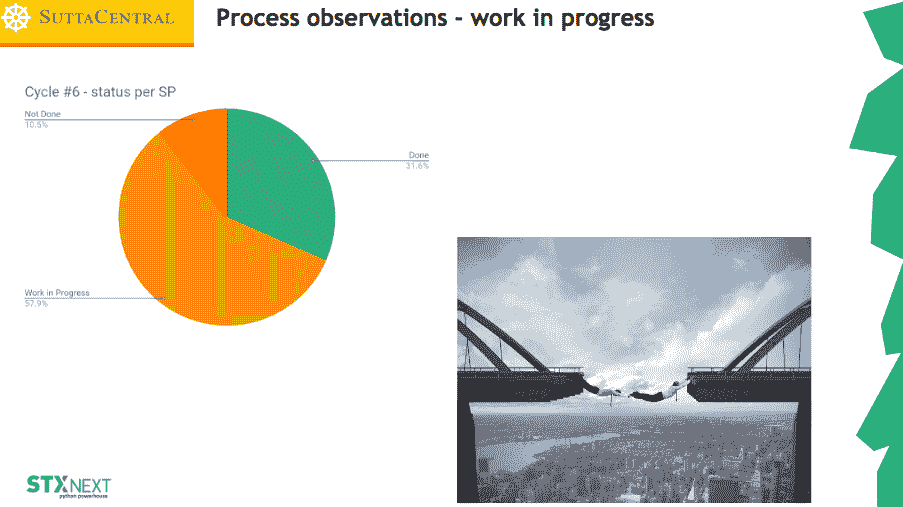 SUTTACENTRAL
Process observations - work in progress
Cycle #6 - status per SP
Not Done
10.5%
Done
31.6%
Work in Progress
57.9%
STXNEXT
python powerhouse